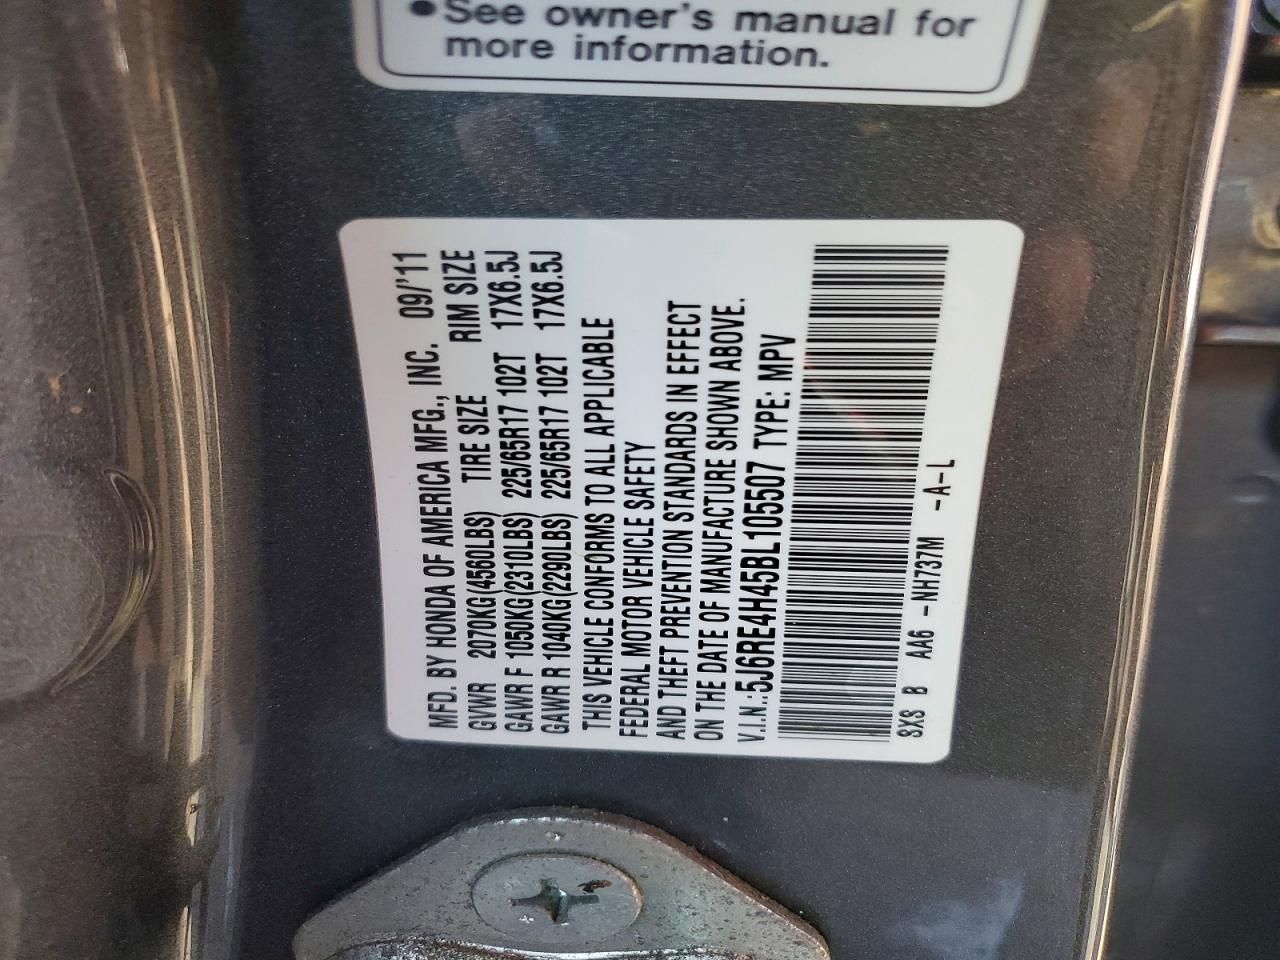 •See owner's manual for
more information.
MFD. BY HONDA OF AMERICA MFG., INC. 09/'11
GVWR 2070KG(4560LBS) TIRE SIZE RIM SIZE
GAWR F 1050KG(2310LBS) 225/65R17 102T 17X6.5J
GAWR R 1040KG(2290LBS) 225/65R17 102T 17X6.5J
THIS VEHICLE CONFORMS TO ALL APPLICABLE
FEDERAL MOTOR VEHICLE SAFETY
AND THEFT PREVENTION STANDARDS IN EFFECT
ON THE DATE OF MANUFACTURE SHOWN ABOVE.
V.I.N.:5J6RE4H45BL105507 TYPE: MPV
SXS B AA6 -NH737M -A-L